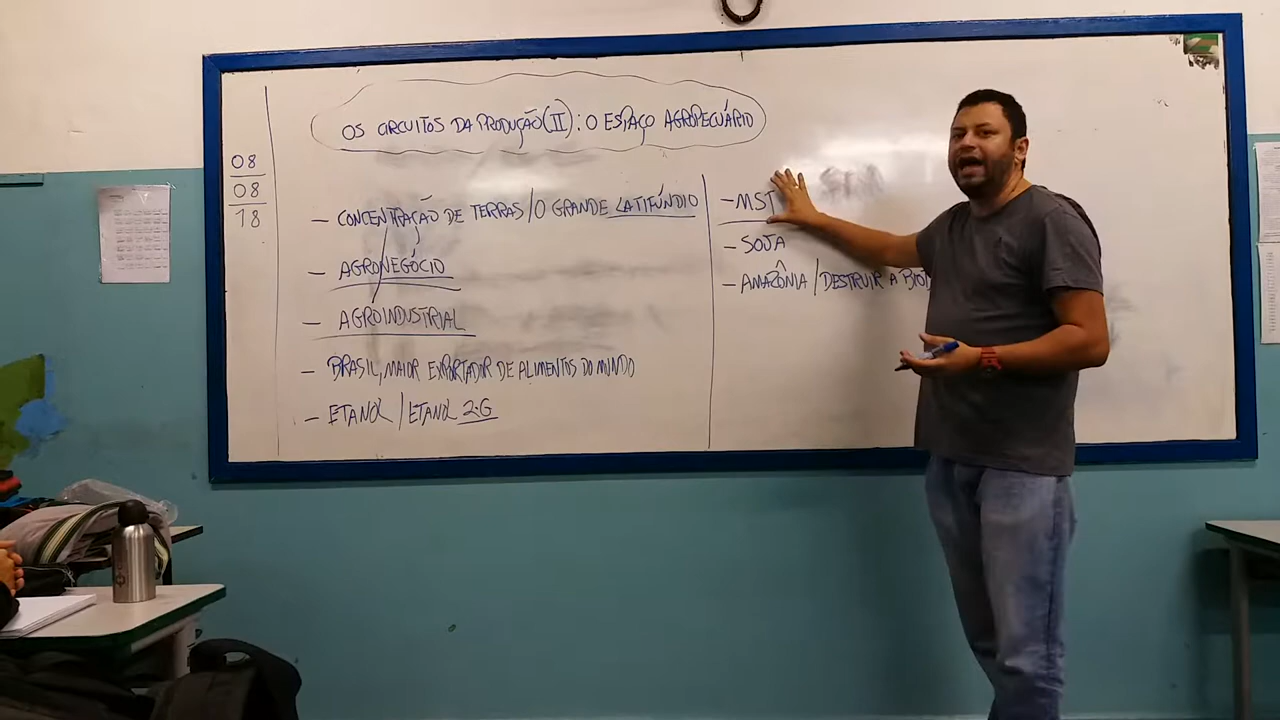 OS CIRCUITOS DA PRODUÇÃO (II): O ESPAÇO AGROPECUÁRIO
08
08
18
- CONCENTRAÇÃO DE TERRAS / O GRANDE LATIFÚNDIO
- AGRONEGÓCIO
- AGROINDUSTRIAL
- BRASIL, MAIOR EXPORTADOR DE ALIMENTOS DO MUNDO
- ETANOL / ETANOL 2.G
- MST
- SOJA
- AMAZÔNIA / DESTRUIR A